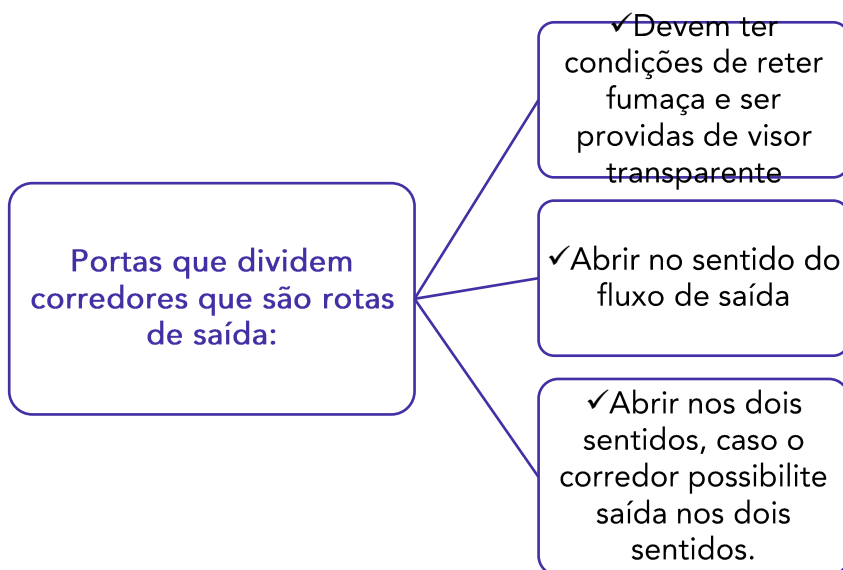 Portas que dividem
corredores que são rotas
de saída:
✓Devem ter
condições de reter
fumaça e ser
providas de visor
transparente
✓Abrir no sentido do
fluxo de saída
✓Abrir nos dois
sentidos, caso o
corredor possibilite
saída nos dois
sentidos.